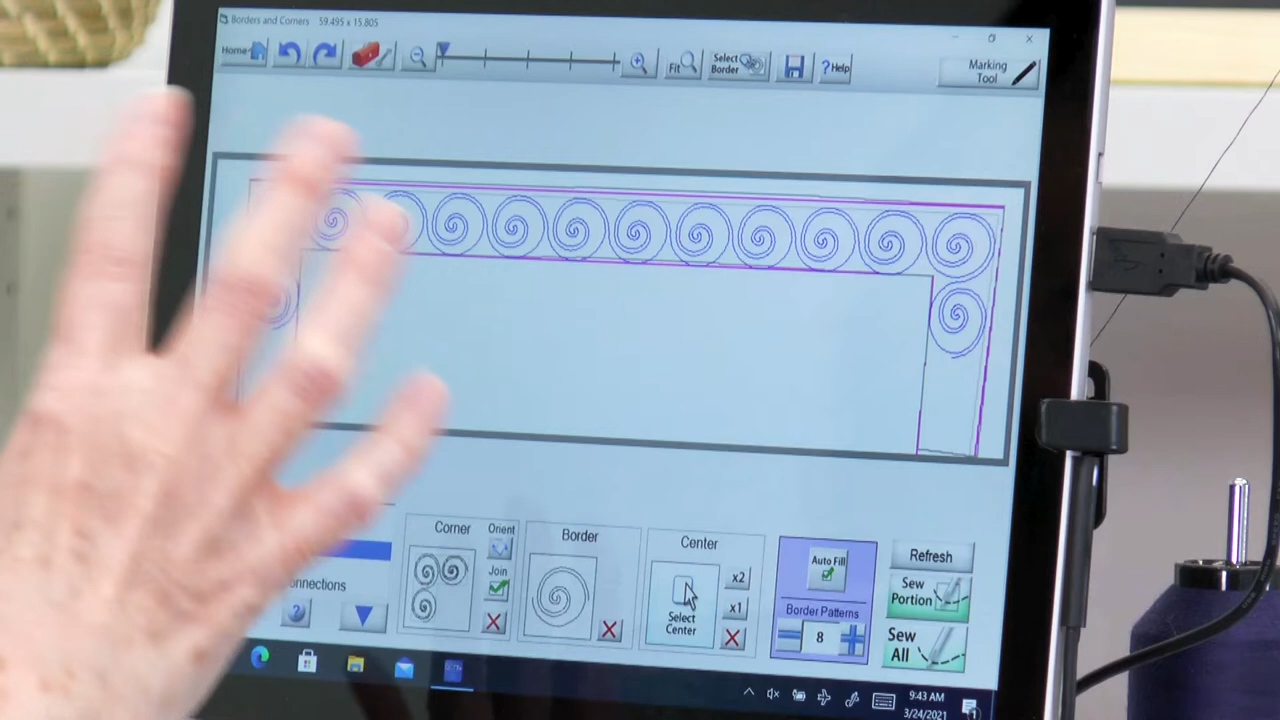 Borders and Corners 59.495 x 15.805
Home
Fit
Select Border
?Help
Marking Tool
Corner
Orient
Join
Border
Center
Select Center
x2
x1
Auto Fill
Border Patterns
8
Refresh
Sew Portion
Sew All
?
9:43 AM
3/24/2021
1